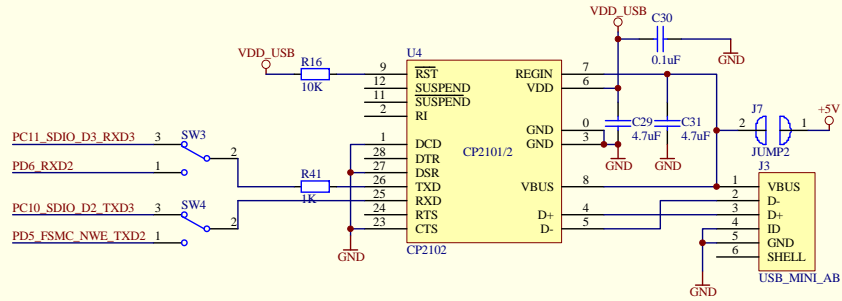 VDD_USB
C30
0.1uF
GND
VDD_USB
R16
10K
U4
9 RST REGIN 7
12 SUSPEND VDD 6
11 SUSPEND
2 RI
GND 0
1 DCD GND 3
28 DTR CP2101/2
27 DSR
26 TXD VBUS 8
25 RXD
24 RTS D+ 4
23 CTS D- 5
CP2102
GND
C29
4.7uF
C31
4.7uF
GND
GND
J7
+5V
2 1
JUMP2
PC11_SDIO_D3_RXD3 3 SW3
2
PD6_RXD2 1
R41
1K
PC10_SDIO_D2_TXD3 3 SW4
2
PD5_FSMC_NWE_TXD2 1
J3
1 VBUS
2 D-
3 D+
4 ID
5 GND
6 SHELL
USB_MINI_AB
GND